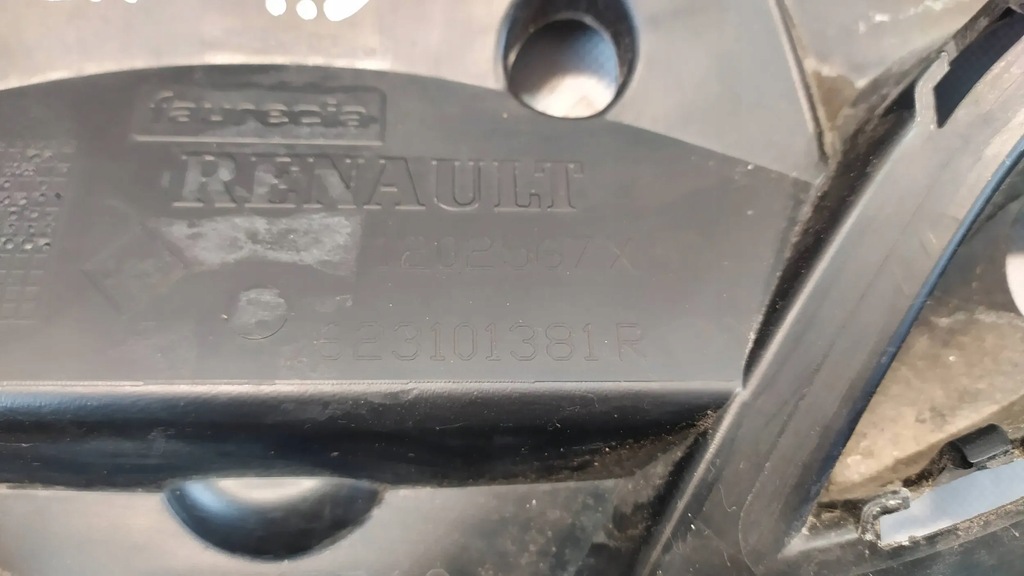 faurecia
RENAULT
202567X
623101381R